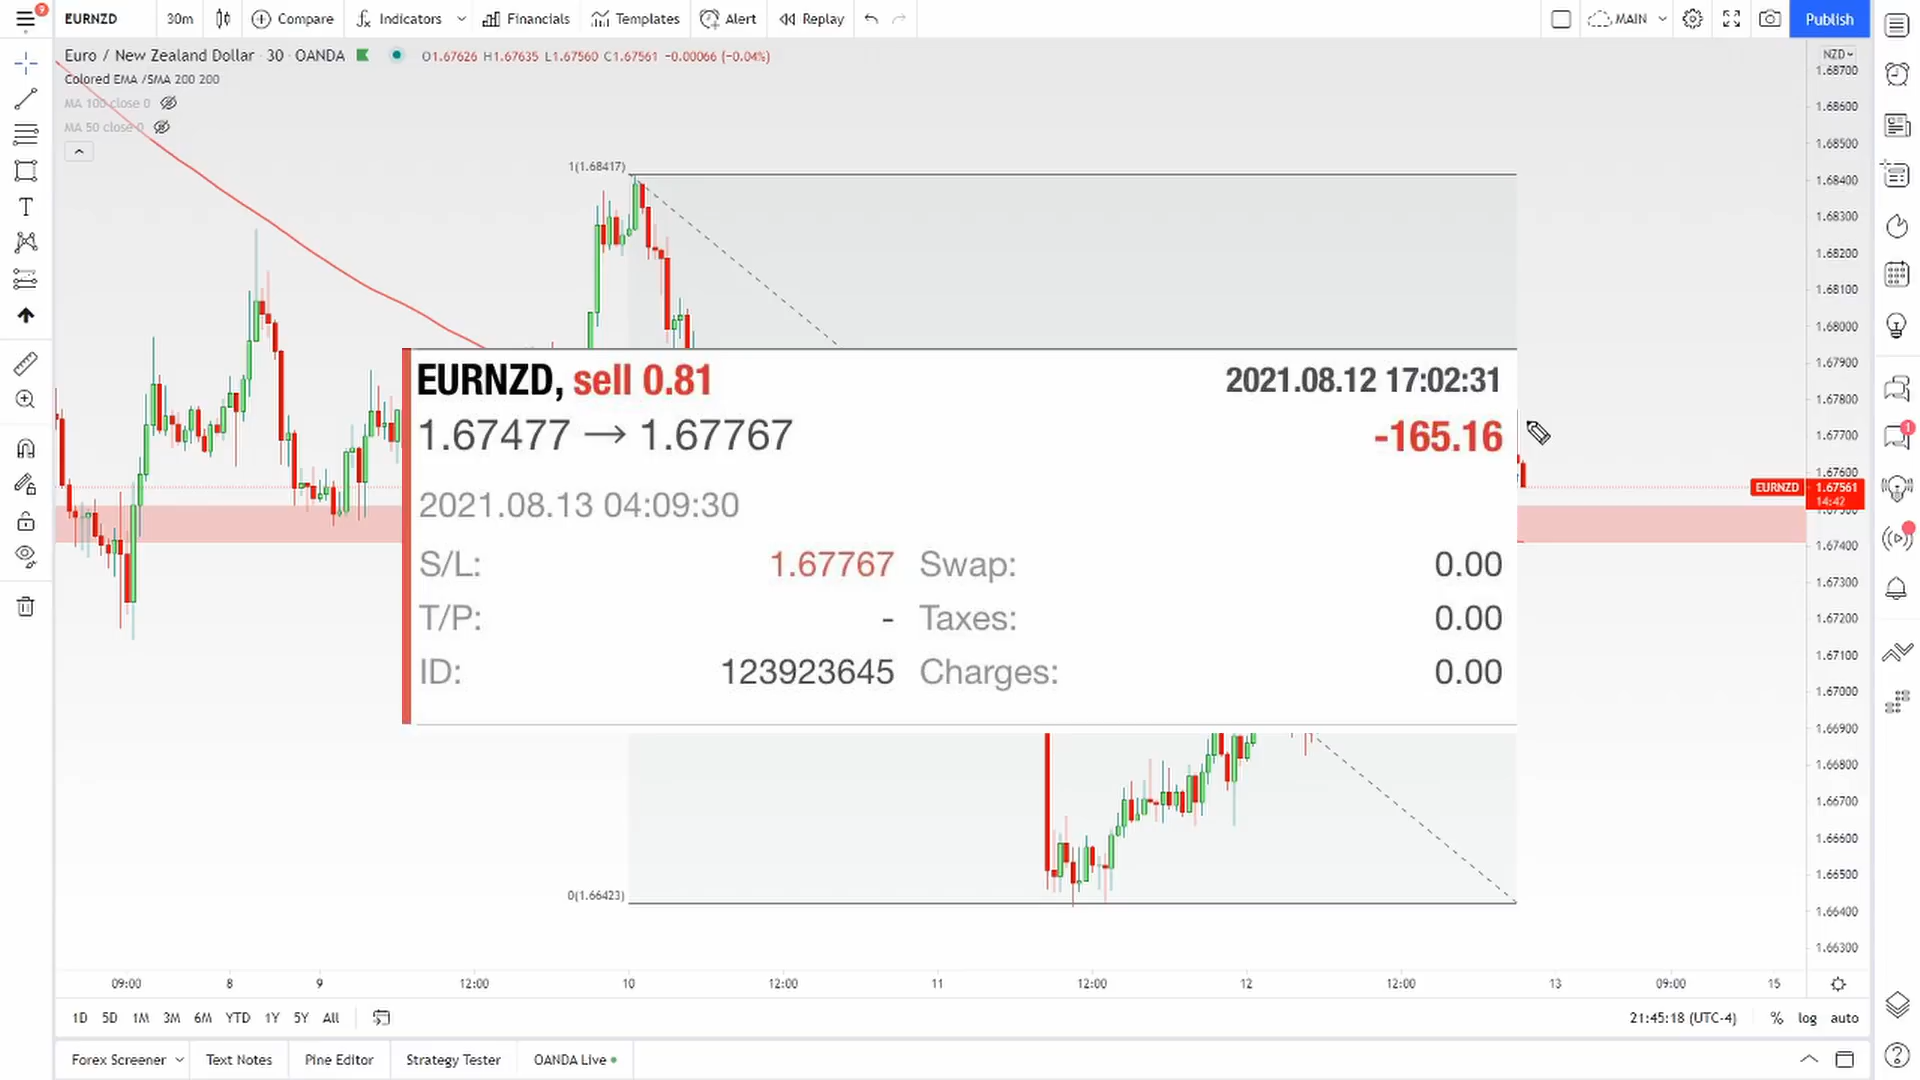 9
EURNZD 30m Compare Indicators Financials Templates Alert Replay MAIN Publish
Euro / New Zealand Dollar · 30 · OANDA O1.67626 H1.67635 L1.67560 C1.67561 −0.00066 (−0.04%)
Colored EMA /SMA 200 200
MA 100 close 0
MA 50 close 0
NZD
1.68700
1.68600
1.68500
1.68400
1.68300
1.68200
1.68100
1.68000
1.67900
1.67800
1.67700
1.67600
EURNZD 1.67561
14:42
1.67400
1.67300
1.67200
1.67100
1.67000
1.66900
1.66800
1.66700
1.66600
1.66500
1.66400
1.66300
1(1.68417)
EURNZD, sell 0.81 2021.08.12 17:02:31
1.67477 → 1.67767 -165.16
2021.08.13 04:09:30
S/L: 1.67767 Swap: 0.00
T/P: - Taxes: 0.00
ID: 123923645 Charges: 0.00
0(1.66423)
1
09:00 8 9 12:00 10 12:00 11 12:00 12 12:00 13 09:00 15
1D 5D 1M 3M 6M YTD 1Y 5Y All 21:45:18 (UTC-4) % log auto
Forex Screener Text Notes Pine Editor Strategy Tester OANDA Live